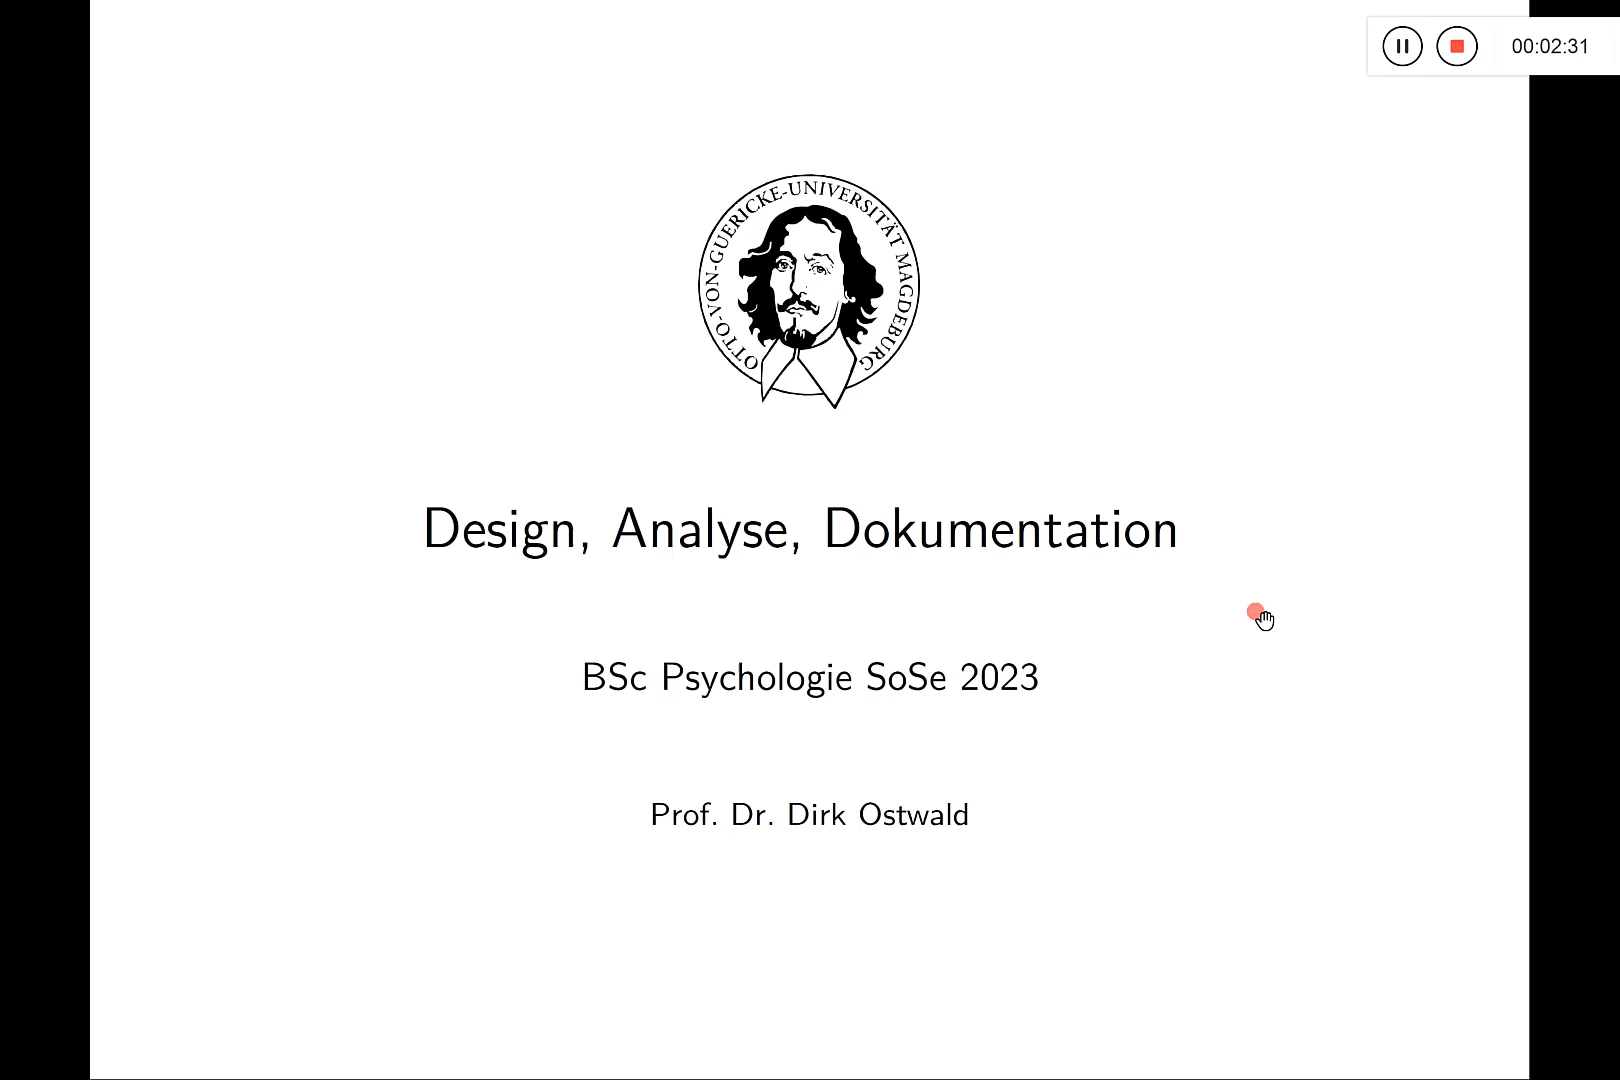 00:02:31
OTTO-VON-GUERICKE-UNIVERSITÄT MAGDEBURG
Design, Analyse, Dokumentation
BSc Psychologie SoSe 2023
Prof. Dr. Dirk Ostwald